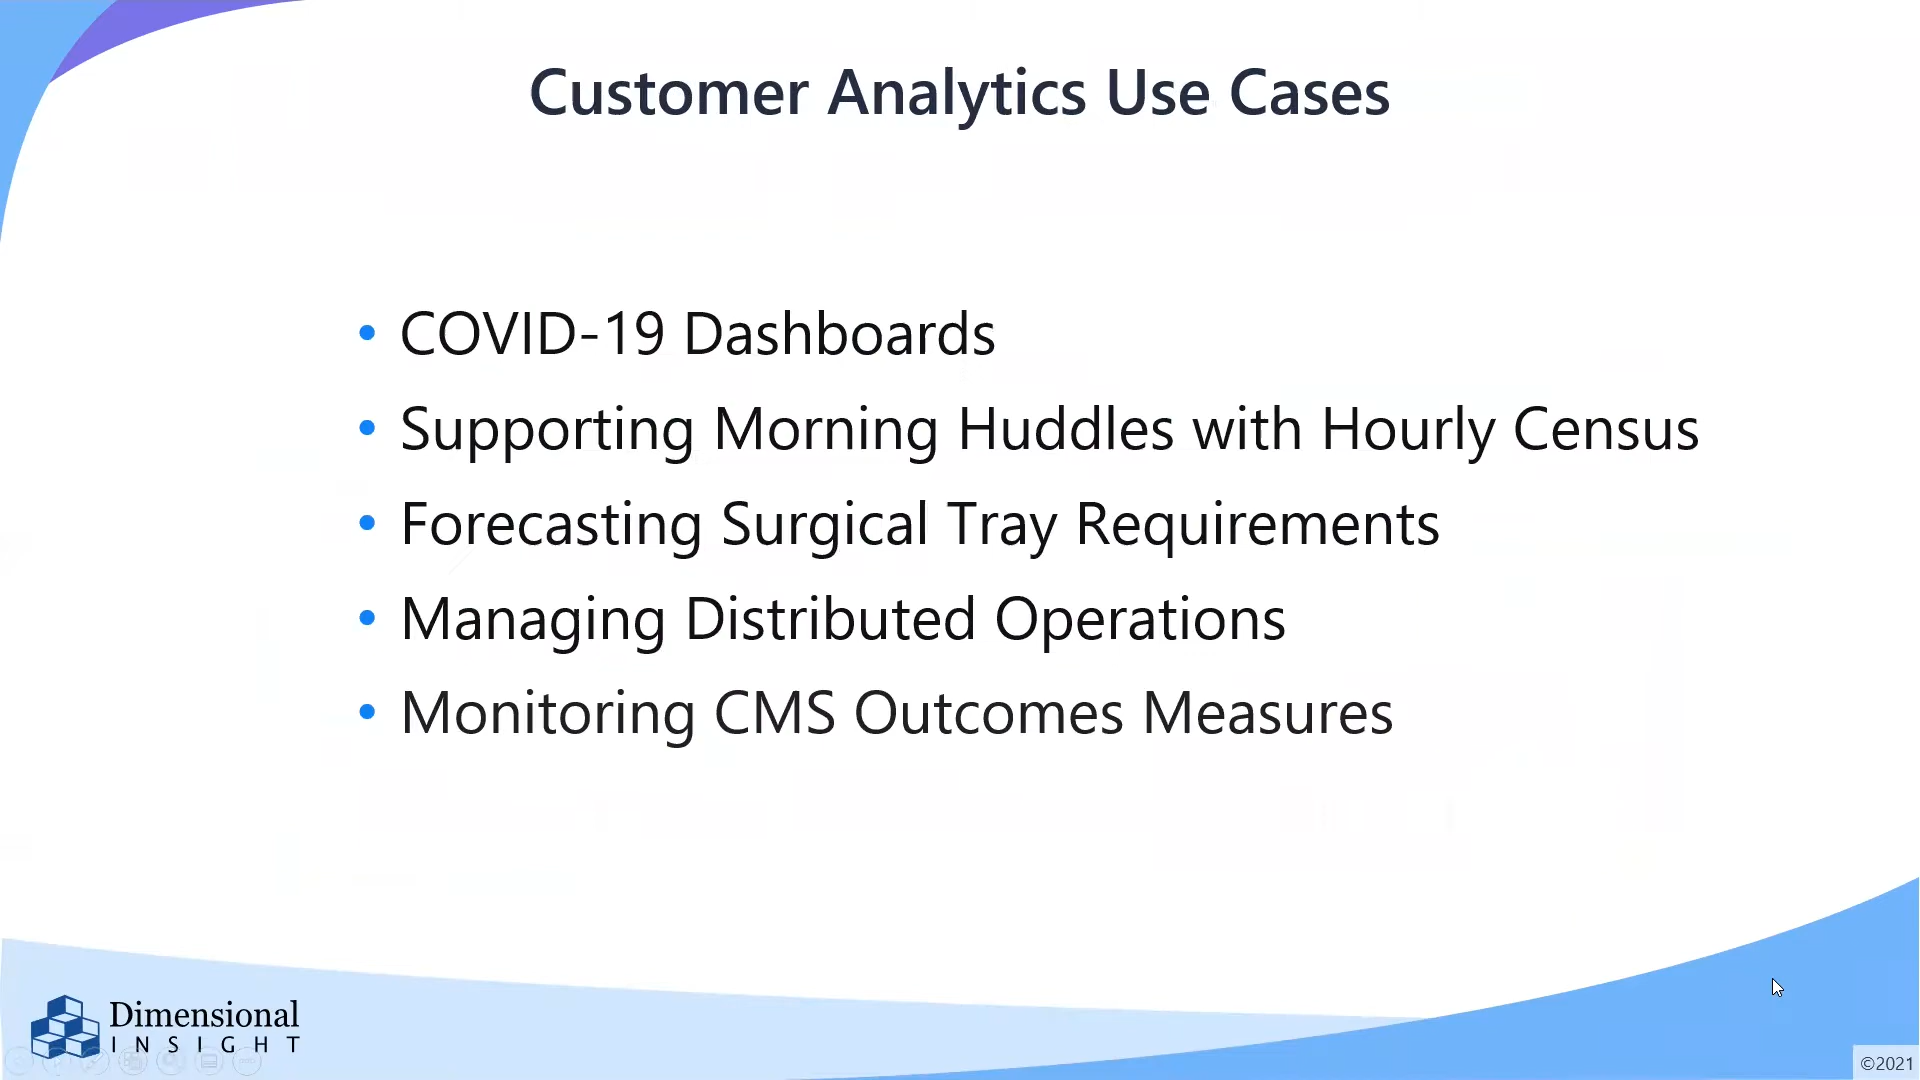 Customer Analytics Use Cases
• COVID-19 Dashboards
• Supporting Morning Huddles with Hourly Census
• Forecasting Surgical Tray Requirements
• Managing Distributed Operations
• Monitoring CMS Outcomes Measures
Dimensional
INSIGHT
©2021